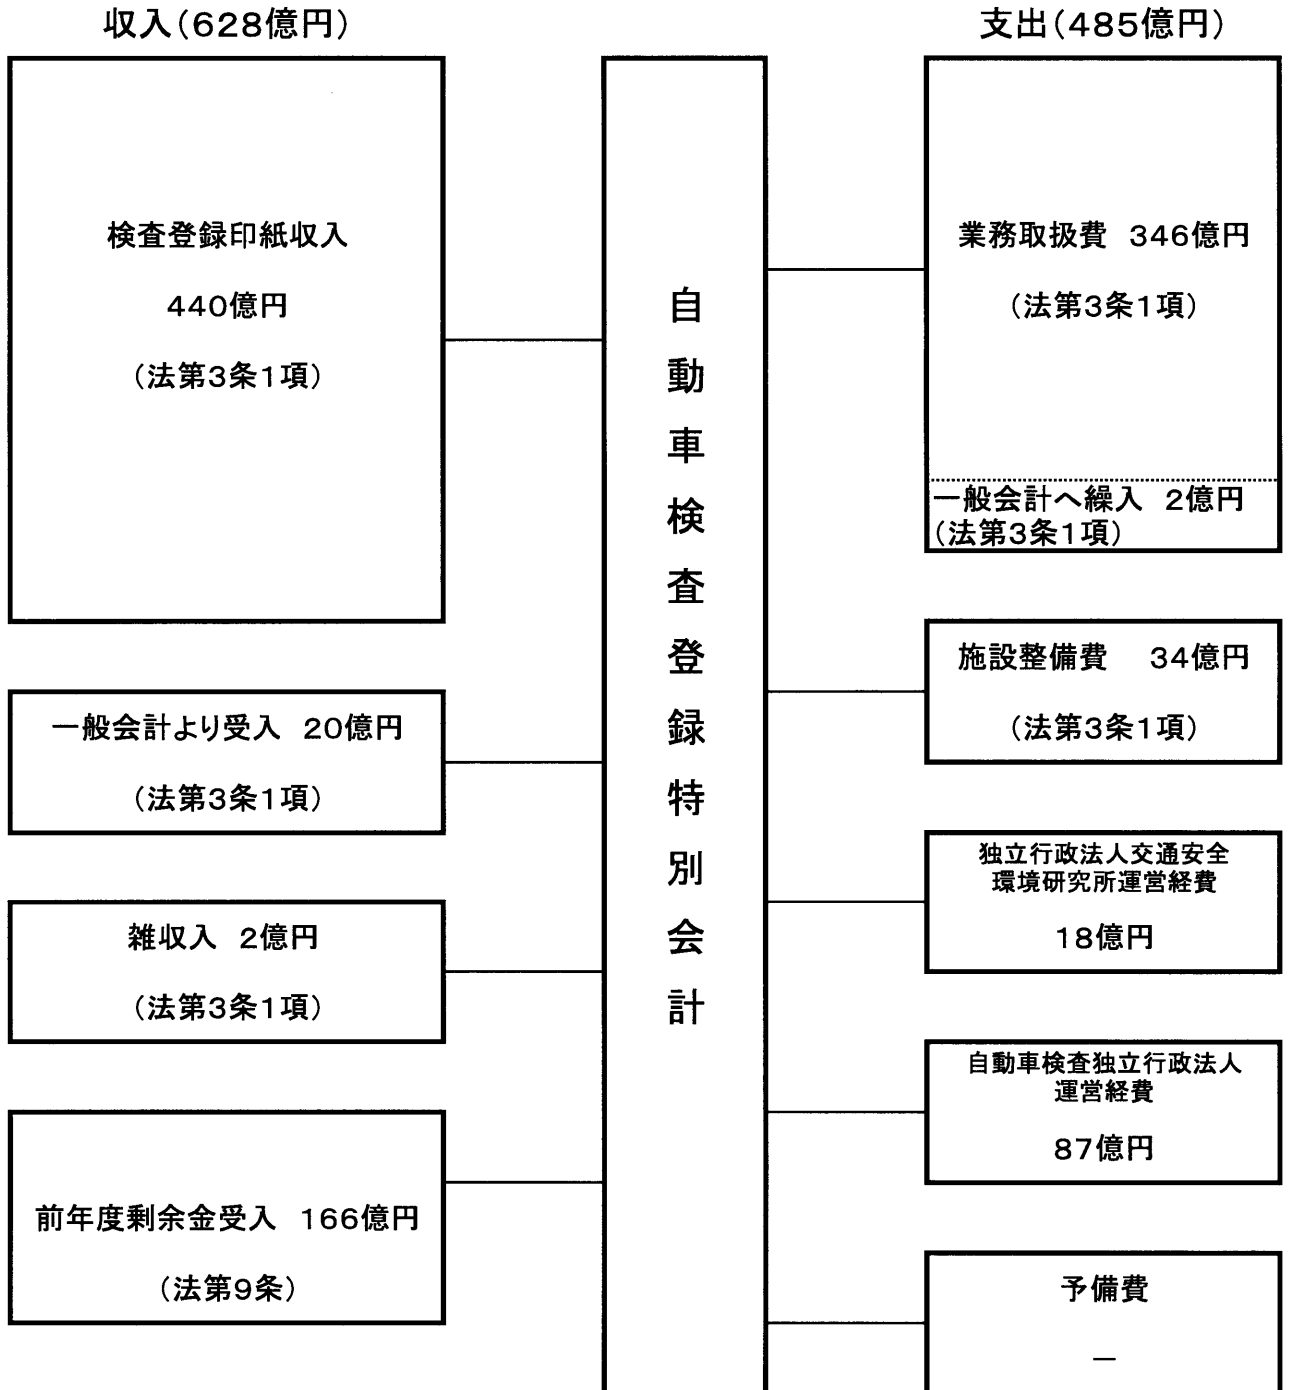 収入(628億円)
検査登録印紙収入
440億円
(法第3条1項)
一般会計より受入 20億円
(法第3条1項)
雑収入 2億円
(法第3条1項)
前年度剰余金受入 166億円
(法第9条)
自動車検査登録特別会計
支出(485億円)
業務取扱費 346億円
(法第3条1項)
一般会計へ繰入 2億円
(法第3条1項)
施設整備費 34億円
(法第3条1項)
独立行政法人交通安全
環境研究所運営経費
18億円
自動車検査独立行政法人
運営経費
87億円
予備費
－